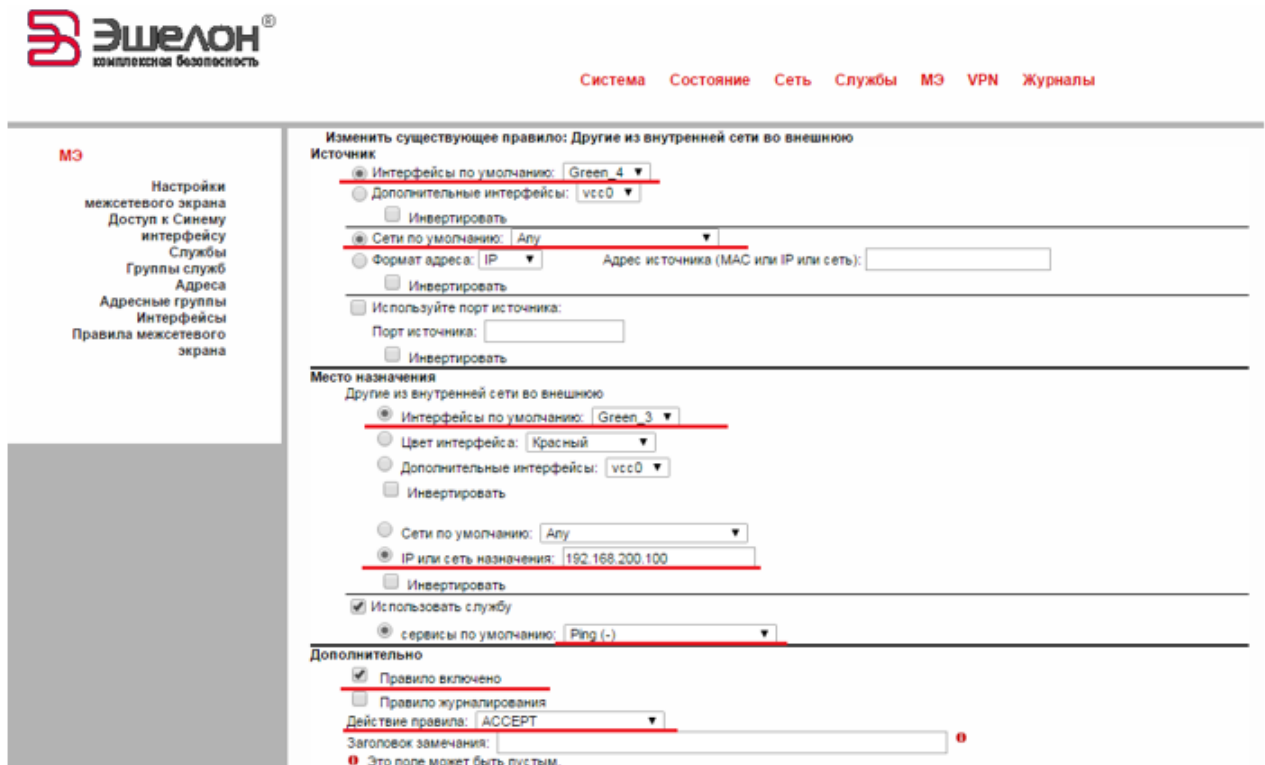 Эшелон®
комплексная безопасность
Система Состояние Сеть Службы МЭ VPN Журналы
МЭ
Настройки
межсетевого экрана
Доступ к Синему
интерфейсу
Службы
Группы служб
Адреса
Адресные группы
Интерфейсы
Правила межсетевого
экрана
Изменить существующее правило: Другие из внутренней сети во внешнюю
Источник
Интерфейсы по умолчанию: Green_4
Дополнительные интерфейсы: vcc0
Инвертировать
Сети по умолчанию: Any
Формат адреса: IP Адрес источника (MAC или IP или сеть):
Инвертировать
Используйте порт источника:
Порт источника:
Инвертировать
Место назначения
Другие из внутренней сети во внешнюю
Интерфейсы по умолчанию: Green_3
Цвет интерфейса: Красный
Дополнительные интерфейсы: vcc0
Инвертировать
Сети по умолчанию: Any
IP или сеть назначения: 192.168.200.100
Инвертировать
Использовать службу
сервисы по умолчанию: Ping (-)
Дополнительно
Правило включено
Правило журналирования
Действие правила: ACCEPT
Заголовок замечания:
Это поле может быть пустым.